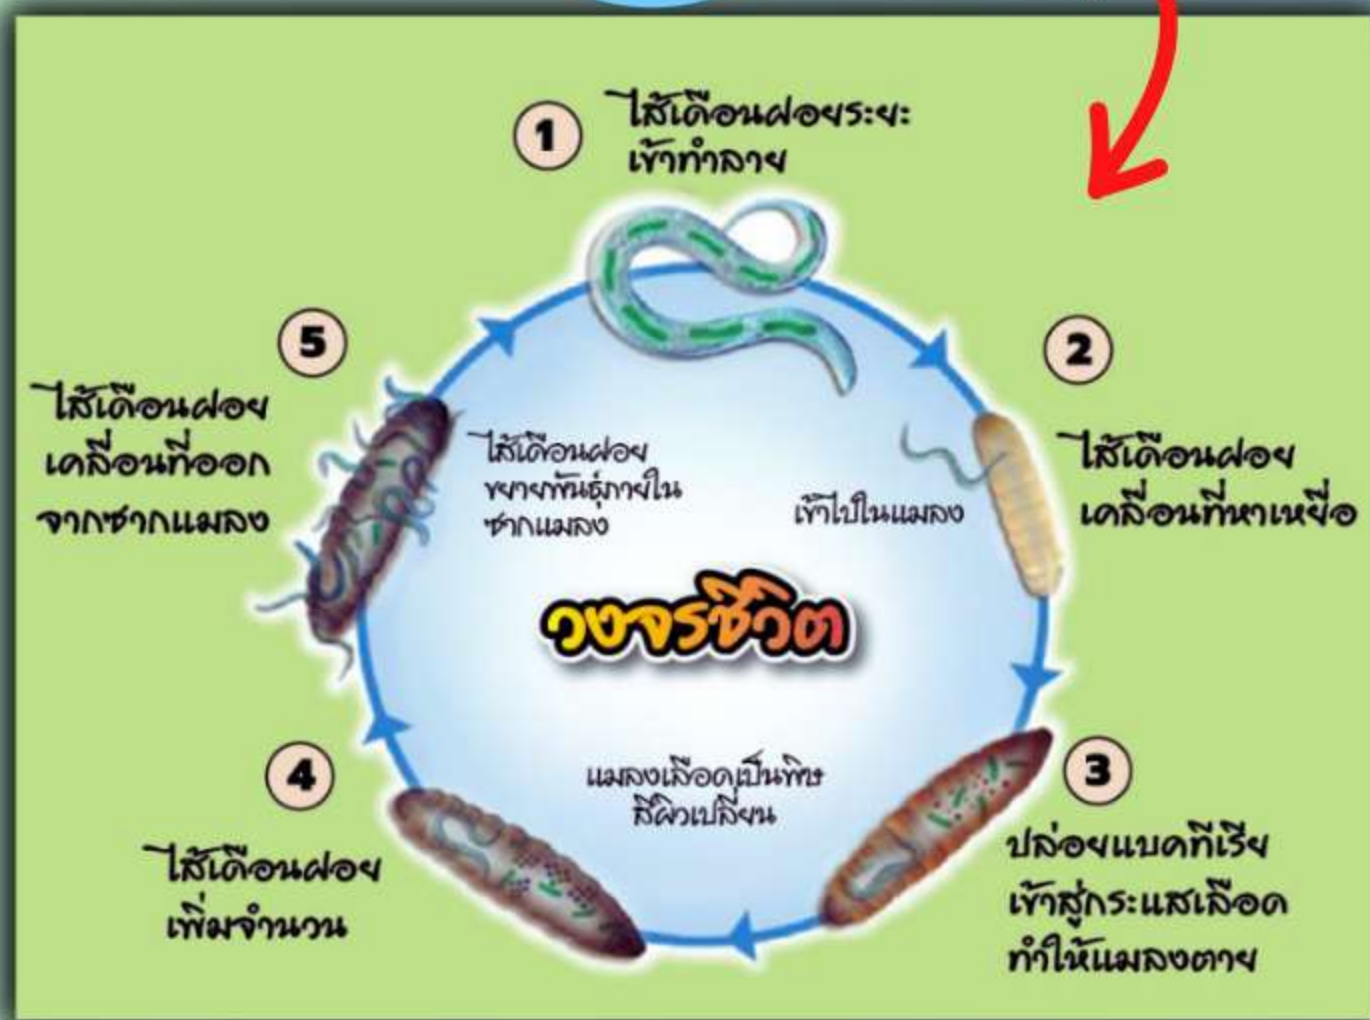 1
ไส้เดือนฝอยระยะ
เข้าทำลาย
2
ไส้เดือนฝอย
เคลื่อนที่หาเหยื่อ
เข้าไปในแมลง
3
ปล่อยแบคทีเรีย
เข้าสู่กระแสเลือด
ทำให้แมลงตาย
แมลงเลือดเป็นพิษ
สีผิวเปลี่ยน
4
ไส้เดือนฝอย
เพิ่มจำนวน
5
ไส้เดือนฝอย
เคลื่อนที่ออก
จากซากแมลง
ไส้เดือนฝอย
ขยายพันธุ์ภายใน
ซากแมลง
วงจรชีวิต